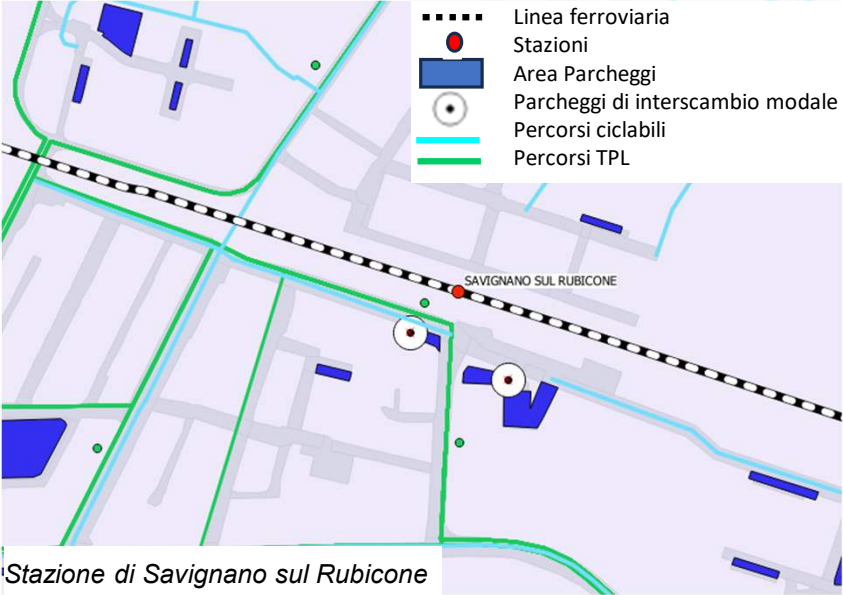 Linea ferroviaria
Stazioni
Area Parcheggi
Parcheggi di interscambio modale
Percorsi ciclabili
Percorsi TPL
SAVIGNANO SUL RUBICONE
Stazione di Savignano sul Rubicone